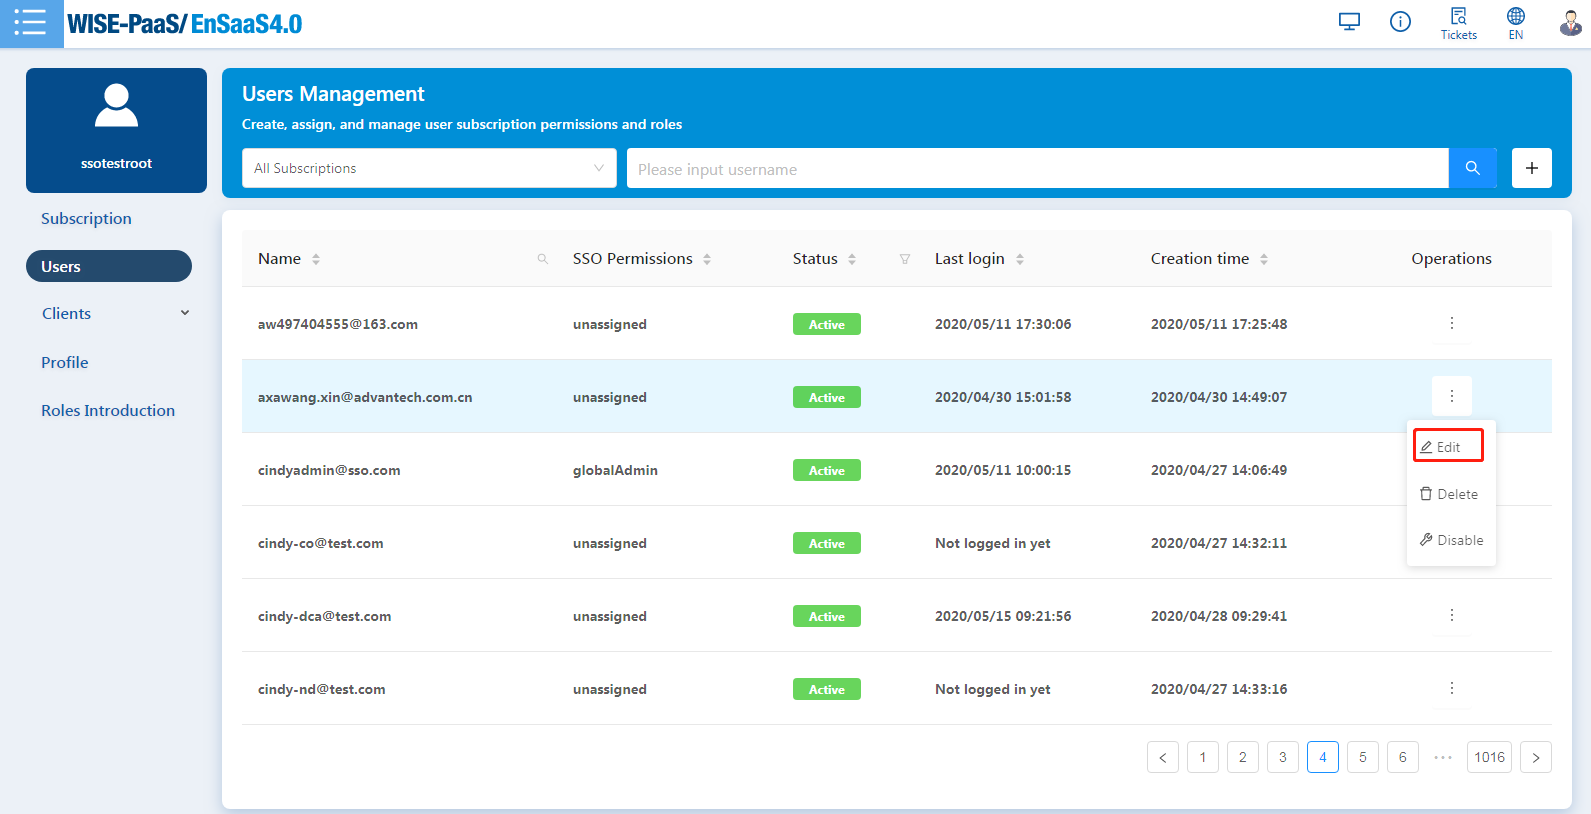 WISE-PaaS/ EnSaaS4.0
Tickets
EN
ssotestroot
Subscription
Users
Clients
Profile
Roles Introduction
Users Management
Create, assign, and manage user subscription permissions and roles
All Subscriptions
Please input username
Name SSO Permissions Status Last login Creation time Operations
aw497404555@163.com unassigned Active 2020/05/11 17:30:06 2020/05/11 17:25:48
axawang.xin@advantech.com.cn unassigned Active 2020/04/30 15:01:58 2020/04/30 14:49:07
Edit
cindyadmin@sso.com globalAdmin Active 2020/05/11 10:00:15 2020/04/27 14:06:49
Delete
cindy-co@test.com unassigned Active Not logged in yet 2020/04/27 14:32:11
Disable
cindy-dca@test.com unassigned Active 2020/05/15 09:21:56 2020/04/28 09:29:41
cindy-nd@test.com unassigned Active Not logged in yet 2020/04/27 14:33:16
< 1 2 3 4 5 6 ••• 1016 >